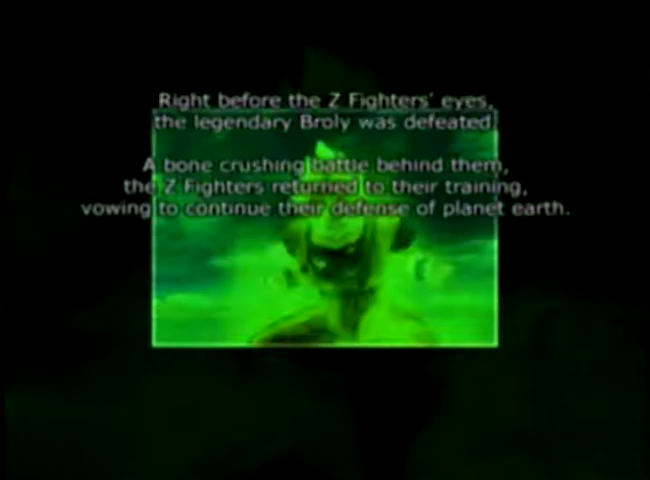 Right before the Z Fighters' eyes,
the legendary Broly was defeated.
A bone crushing battle behind them,
the Z Fighters returned to their training,
vowing to continue their defense of planet earth.